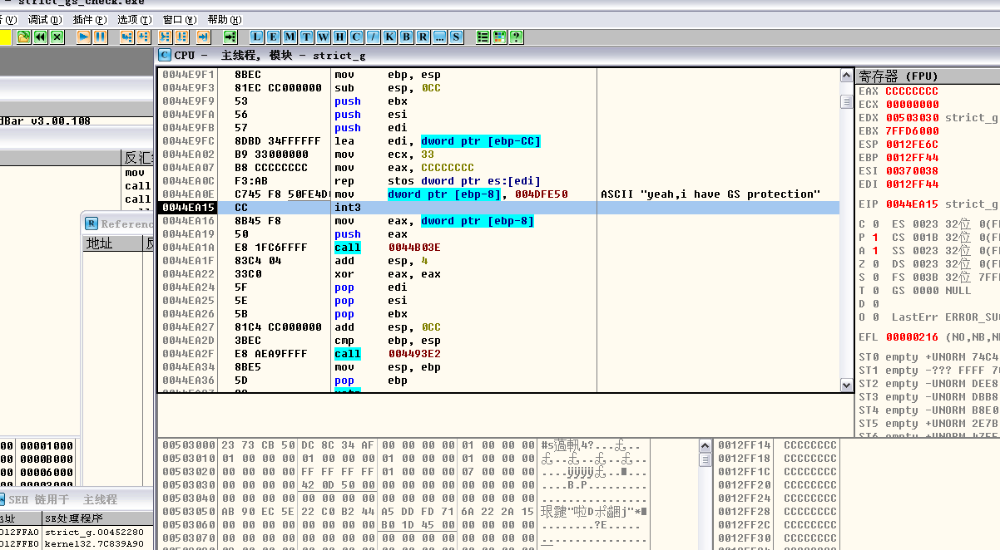 - strict_gs_check.exe
(V) 调试(D) 插件(P) 选项(T) 窗口(W) 帮助(H)
L E M T W H C / K B R ... S ?
C CPU - 主线程, 模块 - strict_g
dBar v3.00.108
反汇
mov
call
call
R Referenc
地址
0044E9F1 8BEC mov ebp, esp
0044E9F3 81EC CC000000 sub esp, 0CC
0044E9F9 53 push ebx
0044E9FA 56 push esi
0044E9FB 57 push edi
0044E9FC 8DBD 34FFFFFF lea edi, dword ptr [ebp-CC]
0044EA02 B9 33000000 mov ecx, 33
0044EA07 B8 CCCCCCCC mov eax, CCCCCCCC
0044EA0C F3:AB rep stos dword ptr es:[edi]
0044EA0E C745 F8 50FE4D mov dword ptr [ebp-8], 004DFE50 ASCII "yeah,i have GS protection"
0044EA15 CC int3
0044EA16 8B45 F8 mov eax, dword ptr [ebp-8]
0044EA19 50 push eax
0044EA1A E8 1FC6FFFF call 0044B03E
0044EA1F 83C4 04 add esp, 4
0044EA22 33C0 xor eax, eax
0044EA24 5F pop edi
0044EA25 5E pop esi
0044EA26 5B pop ebx
0044EA27 81C4 CC000000 add esp, 0CC
0044EA2D 3BEC cmp ebp, esp
0044EA2F E8 AEA9FFFF call 004493E2
0044EA34 8BE5 mov esp, ebp
0044EA36 5D pop ebp
寄存器 (FPU)
EAX CCCCCCCC
ECX 00000000
EDX 00503030 strict_g
EBX 7FFD6000
ESP 0012FE6C
EBP 0012FF44
ESI 00370038
EDI 0012FF44
EIP 0044EA15 strict_g
C 0 ES 0023 32位 0(F
P 1 CS 001B 32位 0(F
A 1 SS 0023 32位 0(F
Z 0 DS 0023 32位 0(F
S 0 FS 003B 32位 7FF
T 0 GS 0000 NULL
D 0
O 0 LastErr ERROR_SU
EFL 00000216 (NO,NB,N
ST0 empty +UNORM 74C4
ST1 empty -??? FFFF 7
ST2 empty -UNORM DEE8
ST3 empty -UNORM DBB8
ST4 empty -UNORM B8E0
ST5 empty +UNORM 2E7B
00 00001000
00 0000B000
00 00006000
SEH 链用于 主线程
地址 SE处理程序
0012FFA0 strict_g.00452280
0012FFE0 kernel32.7C839A90
00503000 23 73 CB 50 DC 8C 34 AF 00 00 00 00 01 00 00 00
00503010 01 00 00 00 01 00 00 00 01 00 00 00 01 00 00 00
00503020 00 00 00 00 FF FF FF FF 01 00 00 00 07 00 00 00
00503030 00 00 00 00 42 0D 50 00 00 00 00 00 00 00 00 00 ....B.P.........
00503040 00 00 00 00 00 00 00 00 00 00 00 00 00 00 00 00 ................
00503050 AB 90 EC 5E 22 C0 B2 44 A5 DD FD 71 6A 22 2A 15
00503060 00 00 00 00 B0 1D 45 00 00 00 00 00 00 00 00 00 ........?E.....
00503070 00 00 00 00 00 00 00 00 00 00 00 00 00 00 00 00
0012FF14 CCCCCCCC
0012FF18 CCCCCCCC
0012FF1C CCCCCCCC
0012FF20 CCCCCCCC
0012FF24 CCCCCCCC
0012FF28 CCCCCCCC
0012FF2C CCCCCCCC
0012FF30 CCCCCCCC